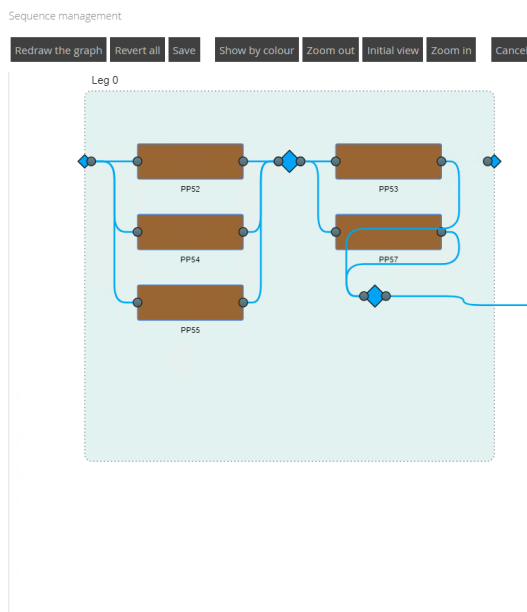 Sequence management
Redraw the graph Revert all Save Show by colour Zoom out Initial view Zoom in Cancel
Leg 0
PP52 PP53
PP54 PP57
PP55